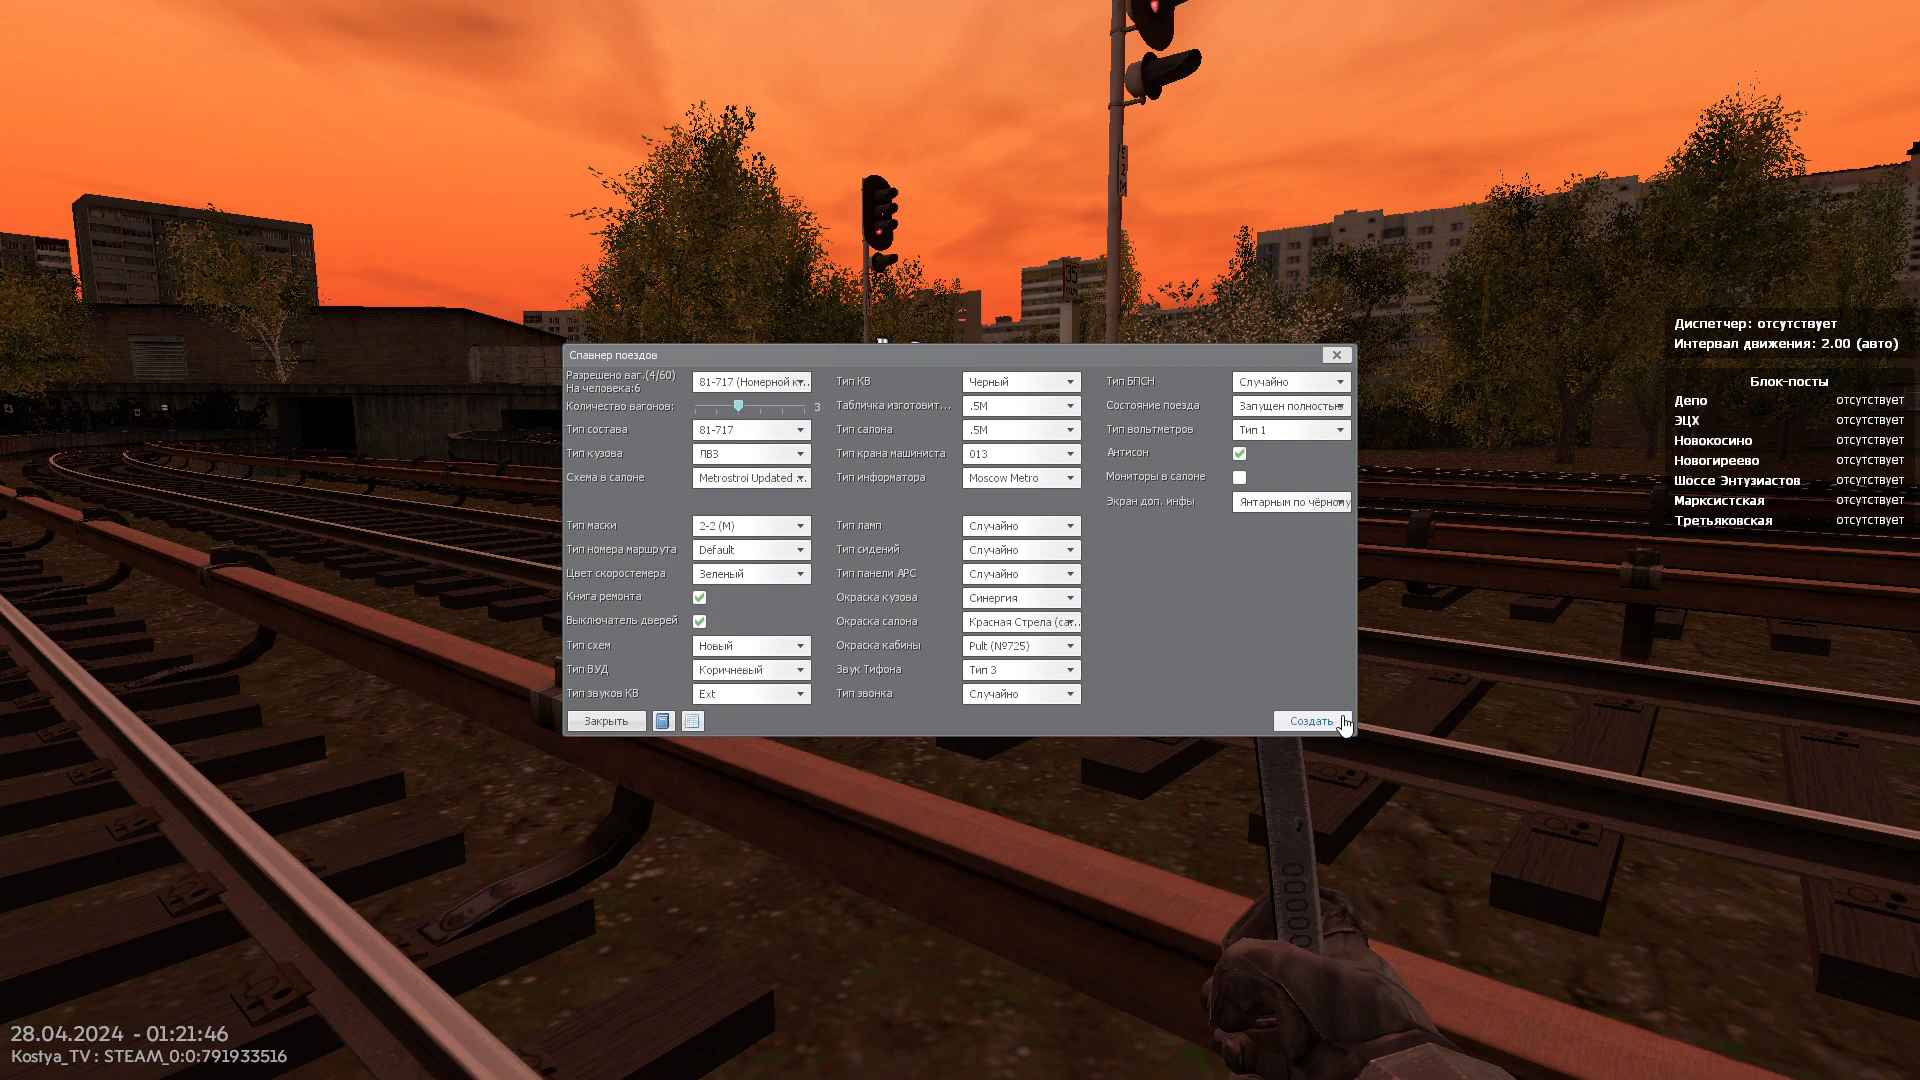 Спавнер поездов
Разрешено ваг.(4/60)
На человека:6
81-717 (Номерной к...
Количество вагонов:
3
Тип состава
81-717
Тип кузова
ЛВЗ
Схема в салоне
Metrostroi Updated ...
Тип маски
2-2 (М)
Тип номера маршрута
Default
Цвет скоростемера
Зеленый
Книга ремонта
Выключатель дверей
Тип схем
Новый
Тип ВУД
Коричневый
Тип звуков КВ
Ext
Тип КВ
Черный
Табличка изготовит...
.5М
Тип салона
.5М
Тип крана машиниста
013
Тип информатора
Moscow Metro
Тип ламп
Случайно
Тип сидений
Случайно
Тип панели АРС
Случайно
Окраска кузова
Синергия
Окраска салона
Красная Стрела (са...
Окраска кабины
Pult (№725)
Звук Тифона
Тип 3
Тип звонка
Случайно
Тип БПСН
Случайно
Состояние поезда
Запущен полностью
Тип вольтметров
Тип 1
Антисон
Мониторы в салоне
Экран доп. инфы
Янтарным по чёрному
Закрыть
Создать
Диспетчер: отсутствует
Интервал движения: 2.00 (авто)
Блок-посты
Депо отсутствует
ЭЦХ отсутствует
Новокосино отсутствует
Новогиреево отсутствует
Шоссе Энтузиастов отсутствует
Марксистская отсутствует
Третьяковская отсутствует
35
28.04.2024 - 01:21:46
Kostya_TV : STEAM_0:0:791933516